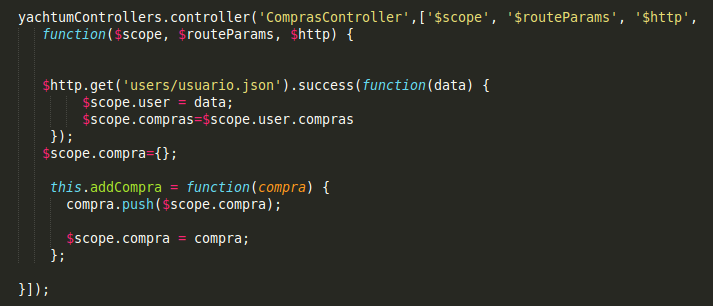 yachtumControllers.controller('ComprasController',['$scope', '$routeParams', '$http',
function($scope, $routeParams, $http) {
$http.get('users/usuario.json').success(function(data) {
$scope.user = data;
$scope.compras=$scope.user.compras
});
$scope.compra={};
this.addCompra = function(compra) {
compra.push($scope.compra);
$scope.compra = compra;
};
}]);